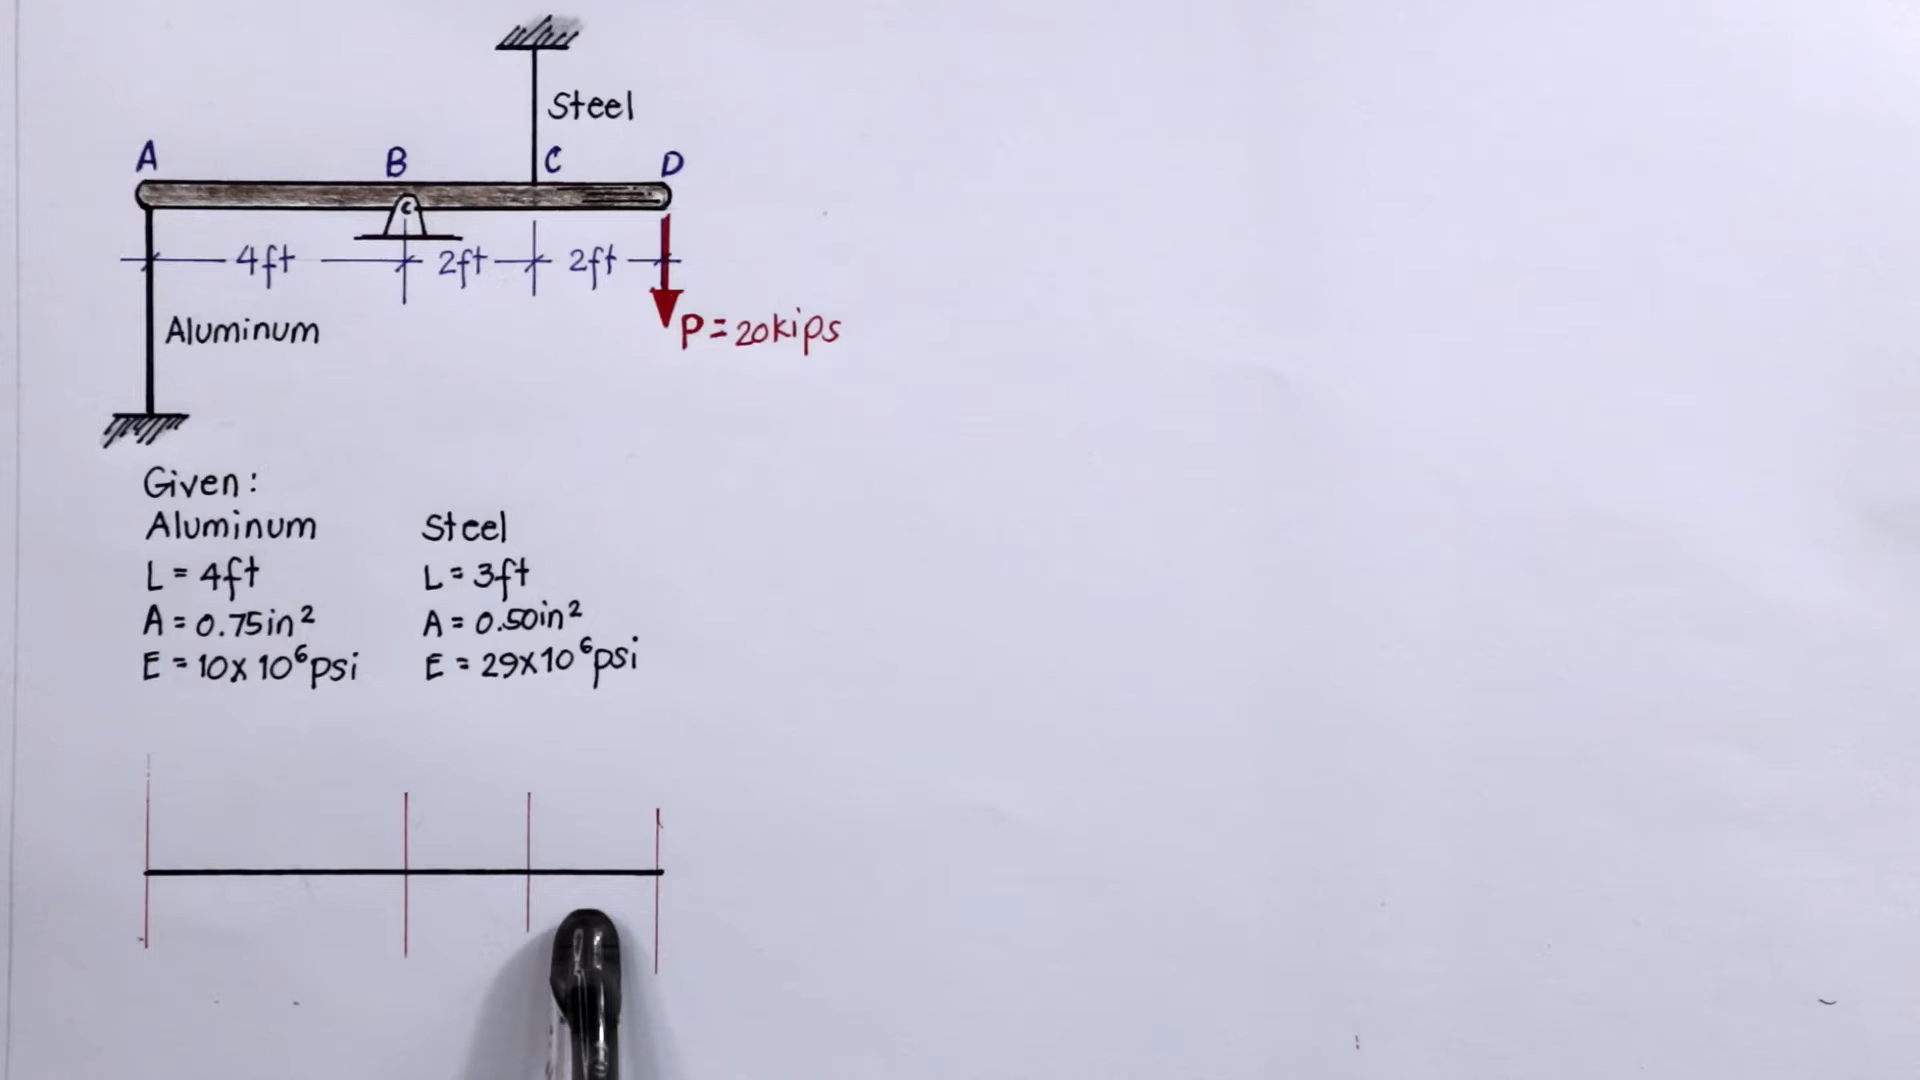 Steel
A B C D
4ft 2ft 2ft
Aluminum
P = 20kips
Given:
Aluminum Steel
L = 4ft L = 3ft
A = 0.75in² A = 0.50in²
E = 10x10⁶psi E = 29x10⁶psi